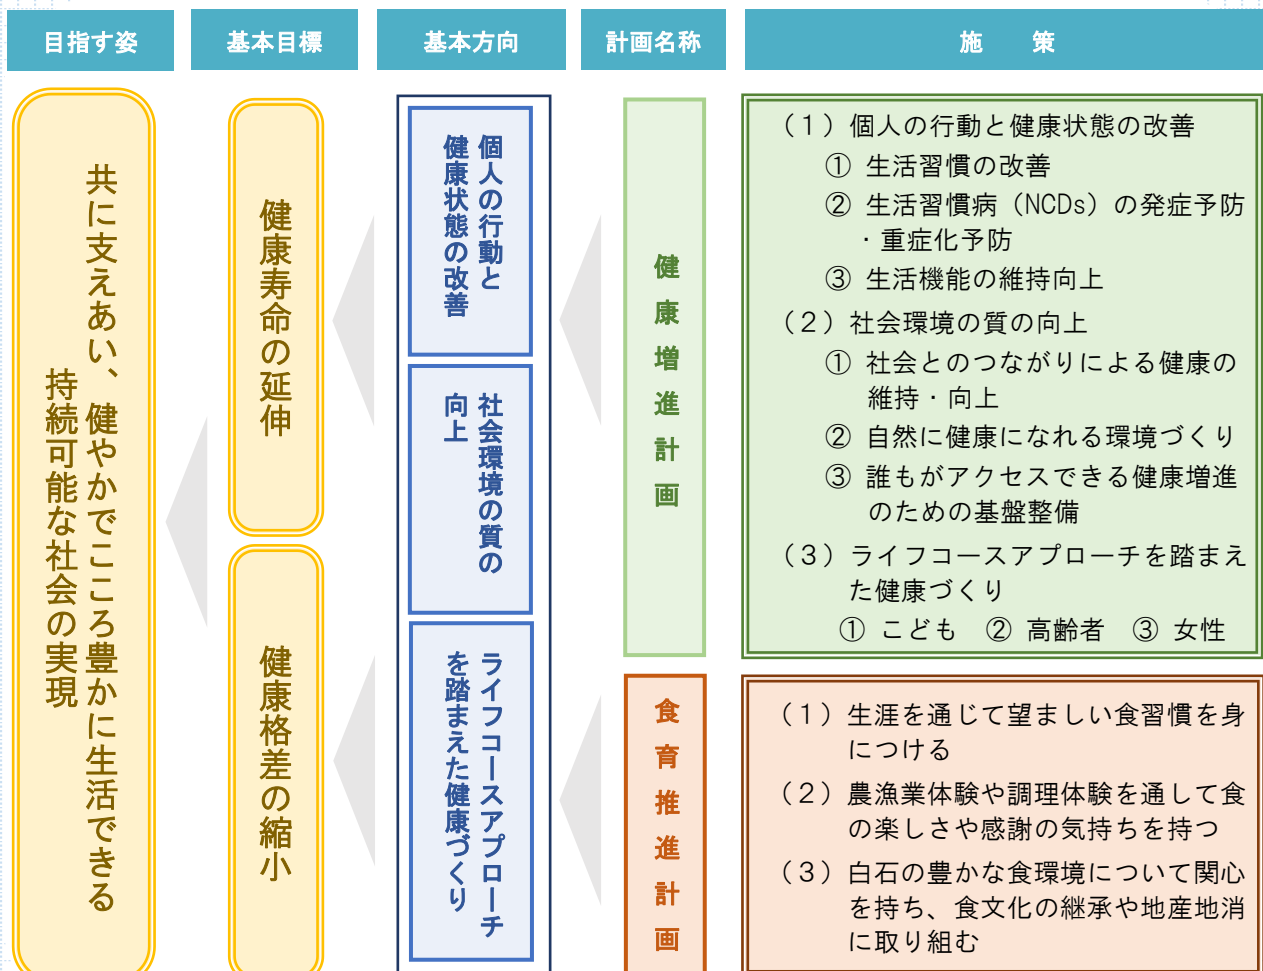 目指す姿
基本目標
基本方向
計画名称
施　策
共に支えあい、健やかでこころ豊かに生活できる
持続可能な社会の実現
健康寿命の延伸
健康格差の縮小
個人の行動と
健康状態の改善
社会環境の質の
向上
ライフコースアプローチ
を踏まえた健康づくり
健康増進計画
食育推進計画
（１）個人の行動と健康状態の改善
① 生活習慣の改善
② 生活習慣病（NCDs）の発症予防
・重症化予防
③ 生活機能の維持向上
（２）社会環境の質の向上
① 社会とのつながりによる健康の
維持・向上
② 自然に健康になれる環境づくり
③ 誰もがアクセスできる健康増進
のための基盤整備
（３）ライフコースアプローチを踏まえ
た健康づくり
① こども　② 高齢者　③ 女性
（１）生涯を通じて望ましい食習慣を身
につける
（２）農漁業体験や調理体験を通して食
の楽しさや感謝の気持ちを持つ
（３）白石の豊かな食環境について関心
を持ち、食文化の継承や地産地消
に取り組む